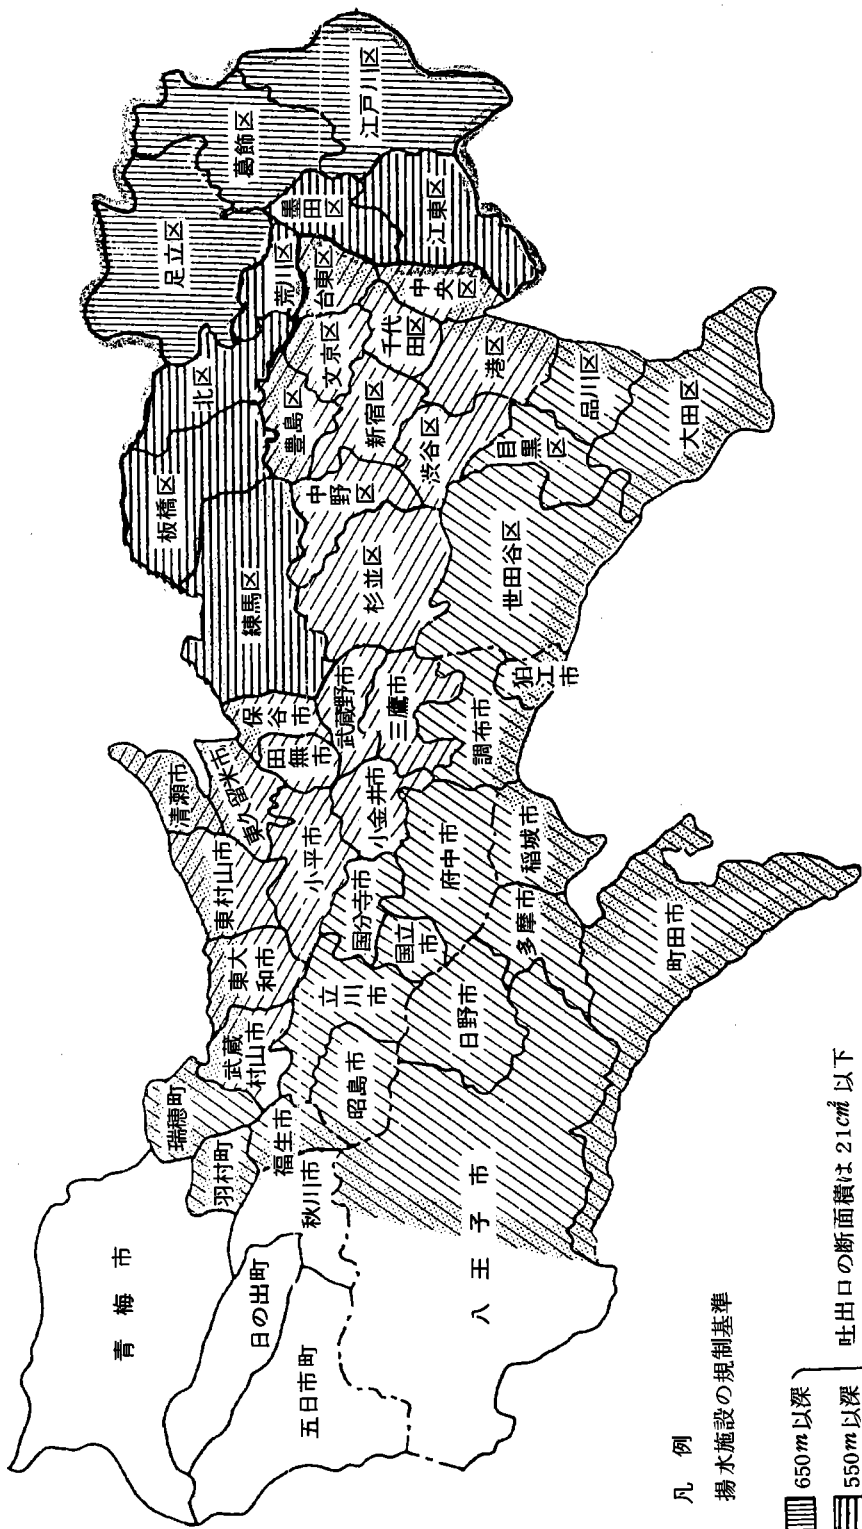 青梅市
日の出町
五日市町
八王子市
秋川市
羽村町
瑞穂町
福生市
武蔵
村山市
昭島市
東大
和市
立川
市
日野市
東村山市
小平市
国分寺市
国立
市
府中市
多摩市
稲城市
町田市
清瀬市
東久留米市
小金井市
保谷市
田無市
武蔵野市
三鷹市
調布市
狛江
市
練馬区
板橋区
北区
杉並区
中野区
世田谷区
豊島区
新宿区
渋谷区
目黒
区
文京区
千代
田区
港区
品川区
大田区
足立区
荒川区
台東区
中央
区
墨田
区
江東区
葛飾区
江戸川区
凡例
揚水施設の規制基準
650m以深
550m以深
吐出口の断面積は21cm²以下